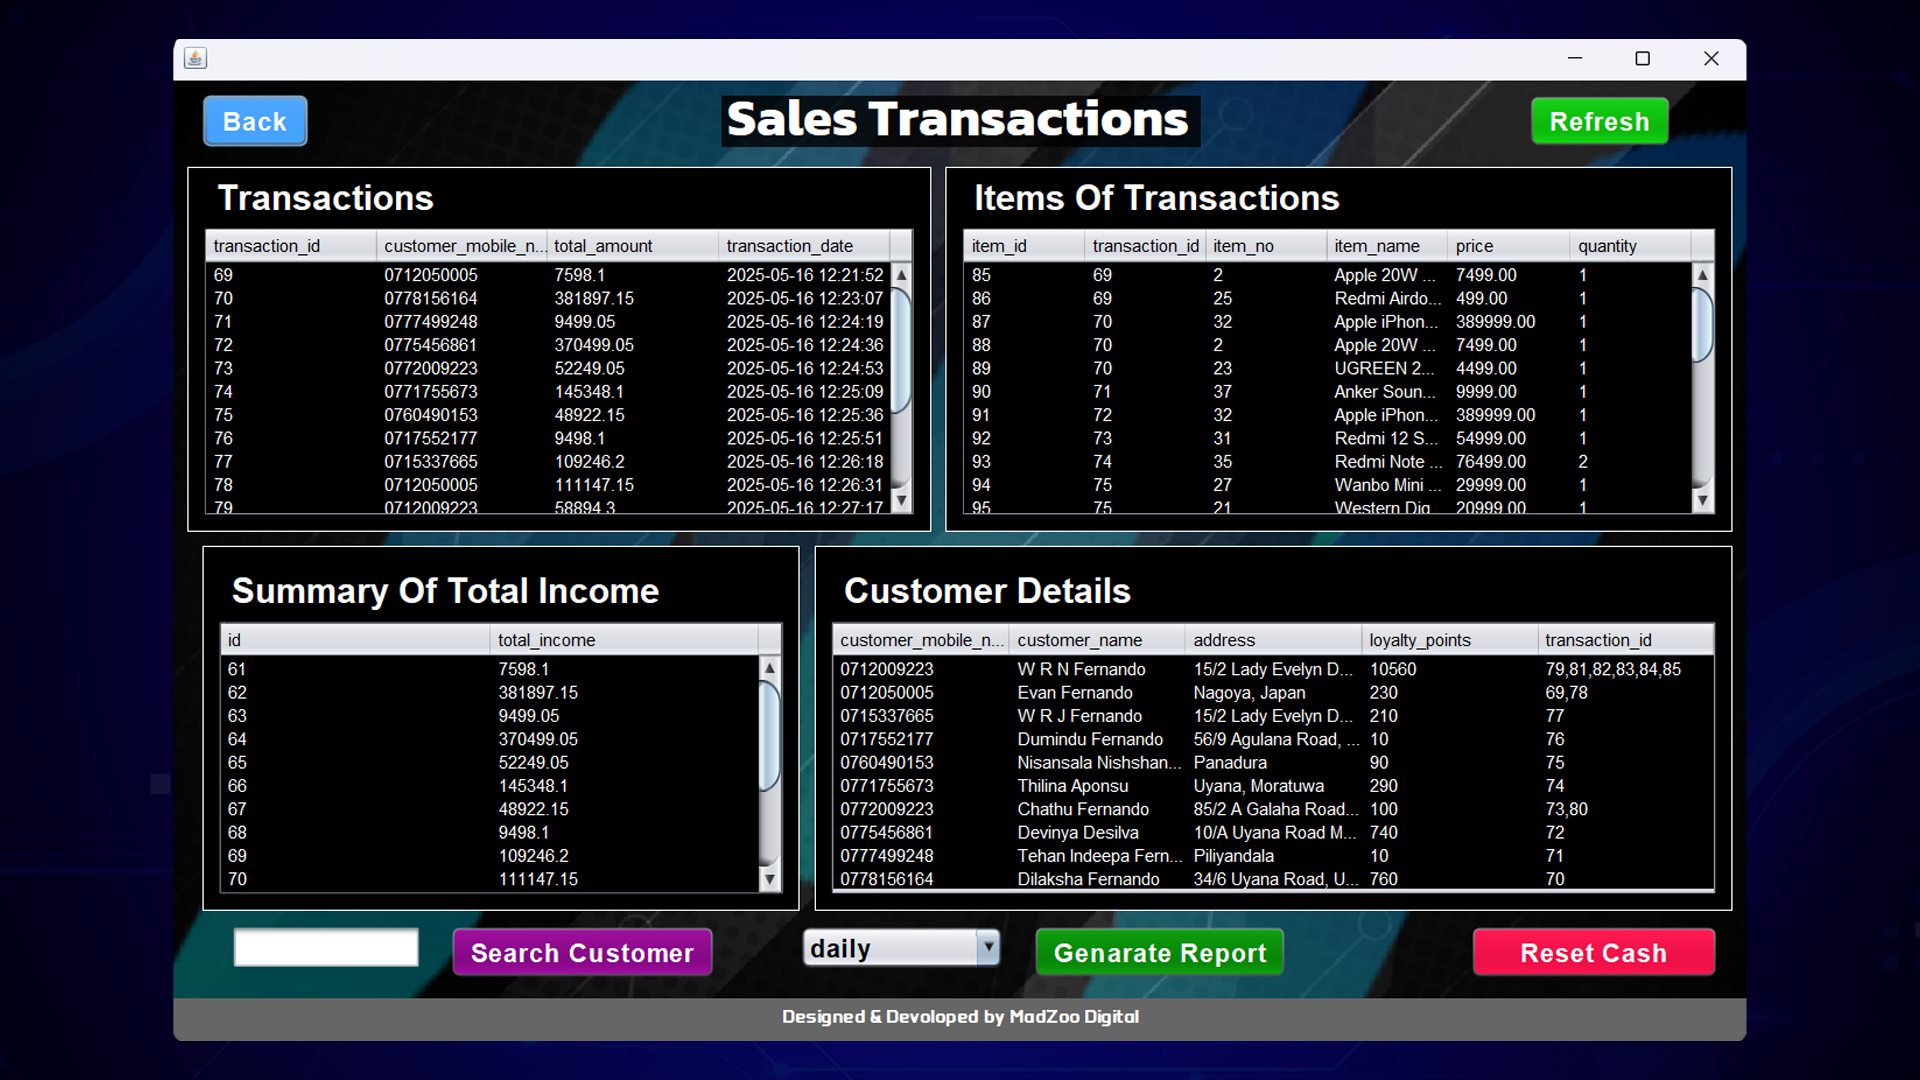 Back
Sales Transactions
Refresh
Transactions
transaction_id customer_mobile_n... total_amount transaction_date
69 0712050005 7598.1 2025-05-16 12:21:52
70 0778156164 381897.15 2025-05-16 12:23:07
71 0777499248 9499.05 2025-05-16 12:24:19
72 0775456861 370499.05 2025-05-16 12:24:36
73 0772009223 52249.05 2025-05-16 12:24:53
74 0771755673 145348.1 2025-05-16 12:25:09
75 0760490153 48922.15 2025-05-16 12:25:36
76 0717552177 9498.1 2025-05-16 12:25:51
77 0715337665 109246.2 2025-05-16 12:26:18
78 0712050005 111147.15 2025-05-16 12:26:31
79 0712009223 58894.3 2025-05-16 12:27:17
Items Of Transactions
item_id transaction_id item_no item_name price quantity
85 69 2 Apple 20W ... 7499.00 1
86 69 25 Redmi Airdo... 499.00 1
87 70 32 Apple iPhon... 389999.00 1
88 70 2 Apple 20W ... 7499.00 1
89 70 23 UGREEN 2... 4499.00 1
90 71 37 Anker Soun... 9999.00 1
91 72 32 Apple iPhon... 389999.00 1
92 73 31 Redmi 12 S... 54999.00 1
93 74 35 Redmi Note ... 76499.00 2
94 75 27 Wanbo Mini ... 29999.00 1
95 75 21 Western Dig 20999.00 1
Summary Of Total Income
id total_income
61 7598.1
62 381897.15
63 9499.05
64 370499.05
65 52249.05
66 145348.1
67 48922.15
68 9498.1
69 109246.2
70 111147.15
Customer Details
customer_mobile_n... customer_name address loyalty_points transaction_id
0712009223 W R N Fernando 15/2 Lady Evelyn D... 10560 79,81,82,83,84,85
0712050005 Evan Fernando Nagoya, Japan 230 69,78
0715337665 W R J Fernando 15/2 Lady Evelyn D... 210 77
0717552177 Dumindu Fernando 56/9 Agulana Road, ... 10 76
0760490153 Nisansala Nishshan... Panadura 90 75
0771755673 Thilina Aponsu Uyana, Moratuwa 290 74
0772009223 Chathu Fernando 85/2 A Galaha Road... 100 73,80
0775456861 Devinya Desilva 10/A Uyana Road M... 740 72
0777499248 Tehan Indeepa Fern... Piliyandala 10 71
0778156164 Dilaksha Fernando 34/6 Uyana Road, U... 760 70
Search Customer
daily
Genarate Report
Reset Cash
Designed & Devoloped by MadZoo Digital